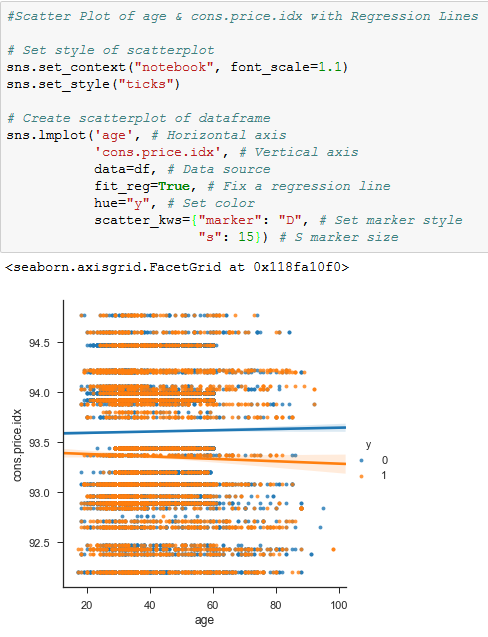 #Scatter Plot of age & cons.price.idx with Regression Lines
# Set style of scatterplot
sns.set_context("notebook", font_scale=1.1)
sns.set_style("ticks")
# Create scatterplot of dataframe
sns.lmplot('age', # Horizontal axis
'cons.price.idx', # Vertical axis
data=df, # Data source
fit_reg=True, # Fix a regression line
hue="y", # Set color
scatter_kws={"marker": "D", # Set marker style
"s": 15}) # S marker size
<seaborn.axisgrid.FacetGrid at 0x118fa10f0>
94.5
94.0
93.5
93.0
92.5
cons.price.idx
y
0
1
20 40 60 80 100
age